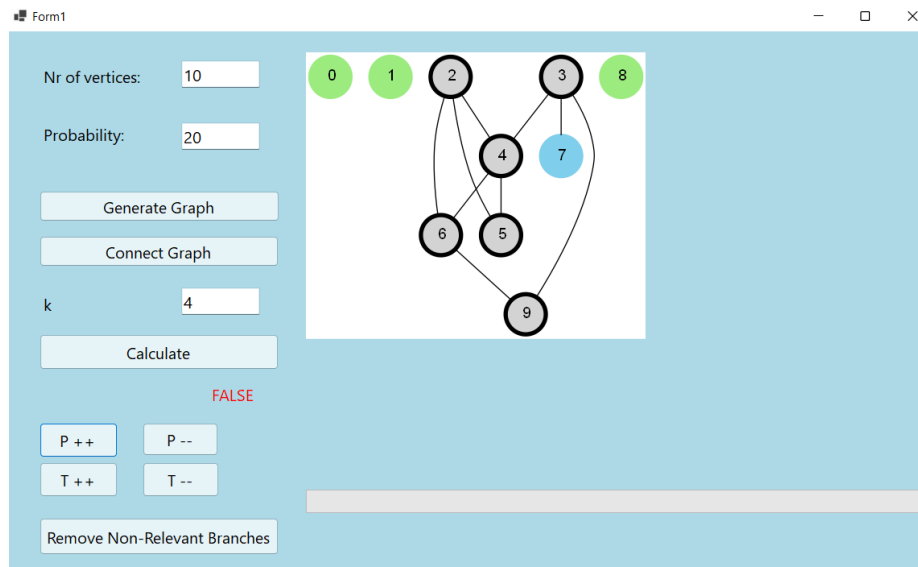 Form1
Nr of vertices: 10
Probability: 20
Generate Graph
Connect Graph
k 4
Calculate
FALSE
P ++ P --
T ++ T --
Remove Non-Relevant Branches
0 1 2 3 8
4 7
6 5
9